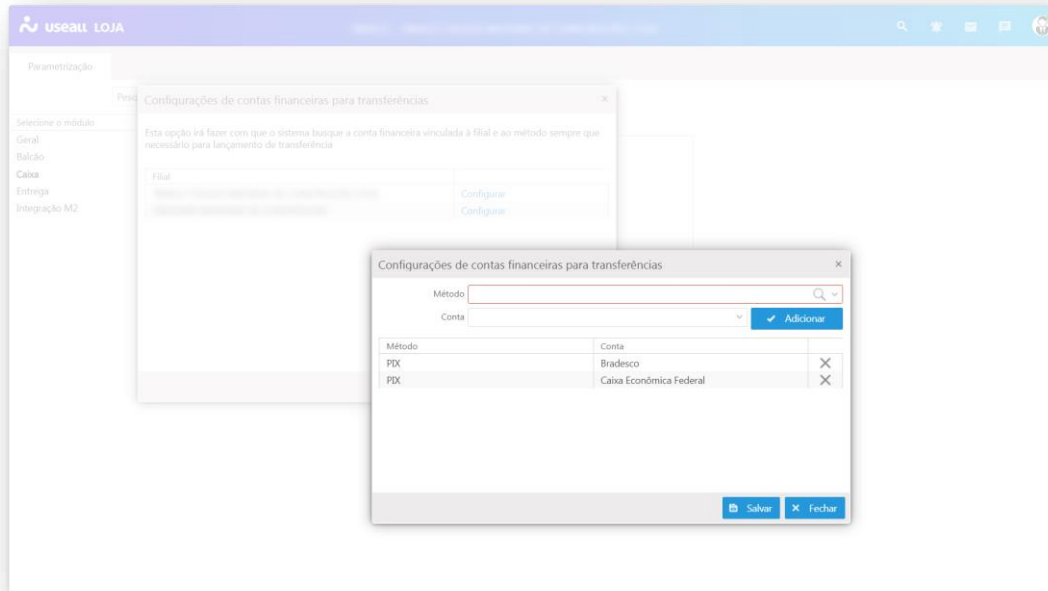 useall LOJA
Parametrização
Configurações de contas financeiras para transferências
Selecione o módulo
Geral
Balcão
Caixa
Entrega
Integração M2
Esta opção irá fazer com que o sistema busque a conta financeira vinculada à filial e ao método sempre que
necessário para lançamento de transferência
Filial
Configurar
Configurar
Configurações de contas financeiras para transferências
Método
Conta
Adicionar
Método Conta
PIX Bradesco
PIX Caixa Econômica Federal
Salvar Fechar